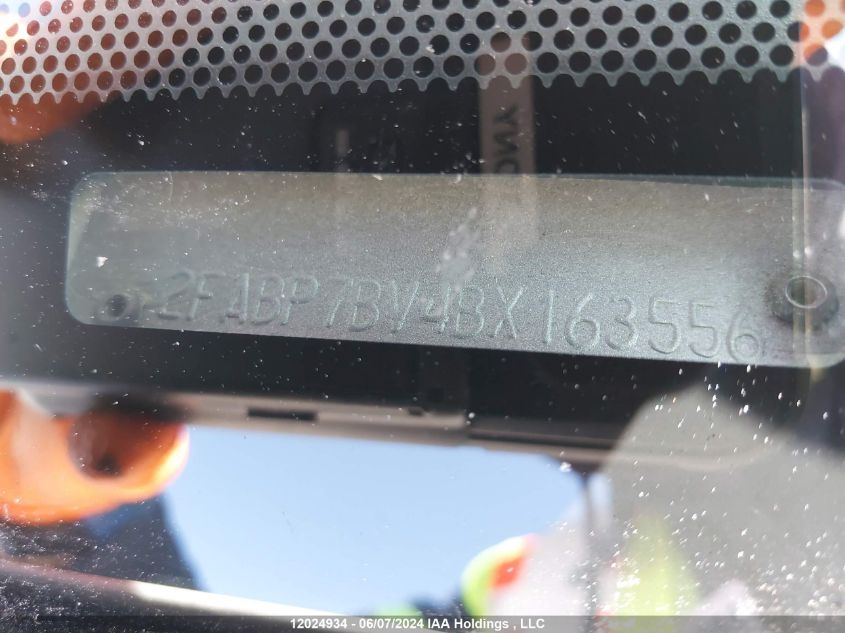 2FABP7BV4BX163556
12024934 - 06/07/2024 IAA Holdings , LLC